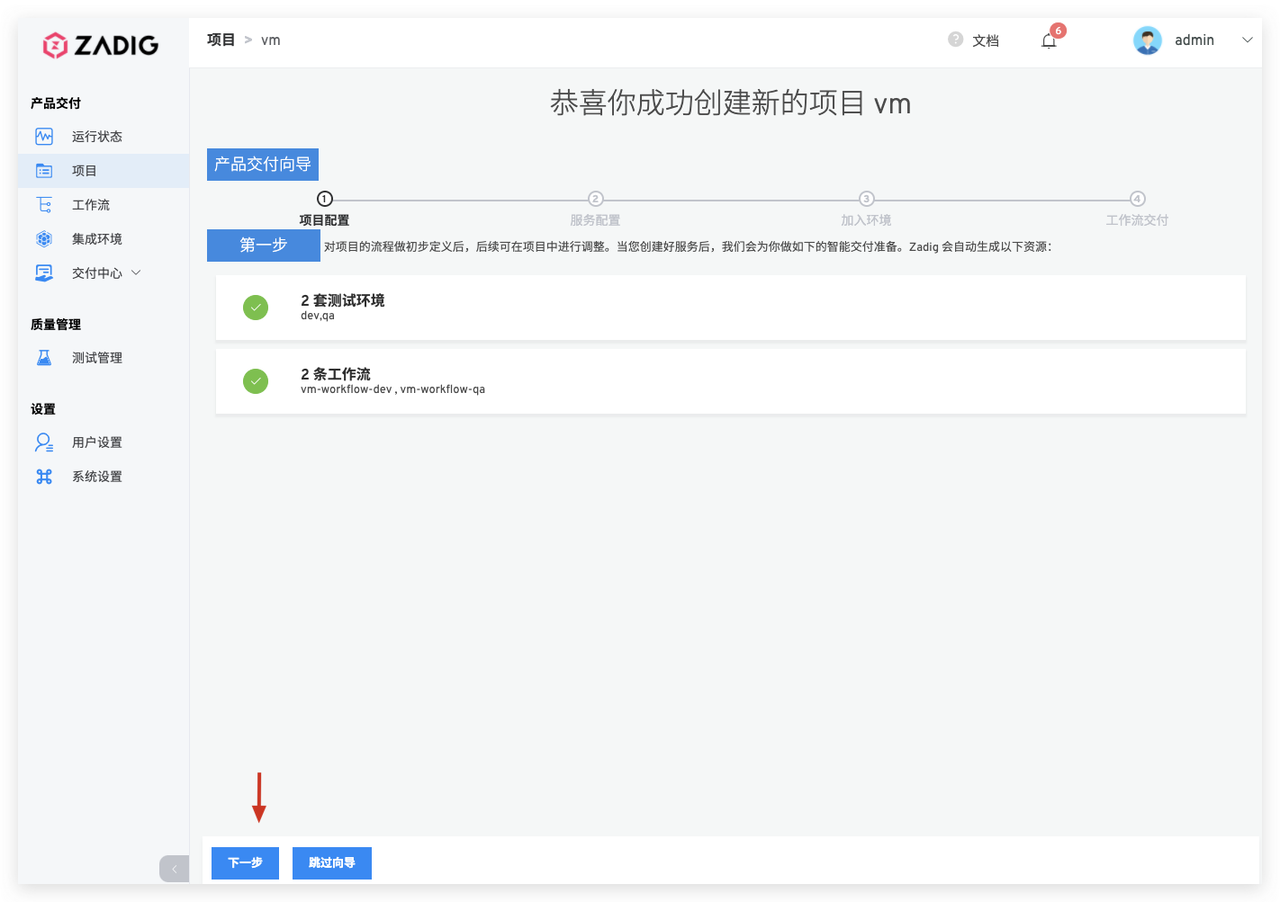 ZADIG
项目 > vm
? 文档
6
admin
产品交付
运行状态
项目
工作流
集成环境
交付中心
质量管理
测试管理
设置
用户设置
系统设置
恭喜你成功创建新的项目 vm
产品交付向导
1
2
3
4
项目配置
服务配置
加入环境
工作流交付
第一步
对项目的流程做初步定义后，后续可在项目中进行调整。当您创建好服务后，我们会为你做如下的智能交付准备。Zadig 会自动生成以下资源：
2 套测试环境
dev,qa
2 条工作流
vm-workflow-dev , vm-workflow-qa
下一步
跳过向导